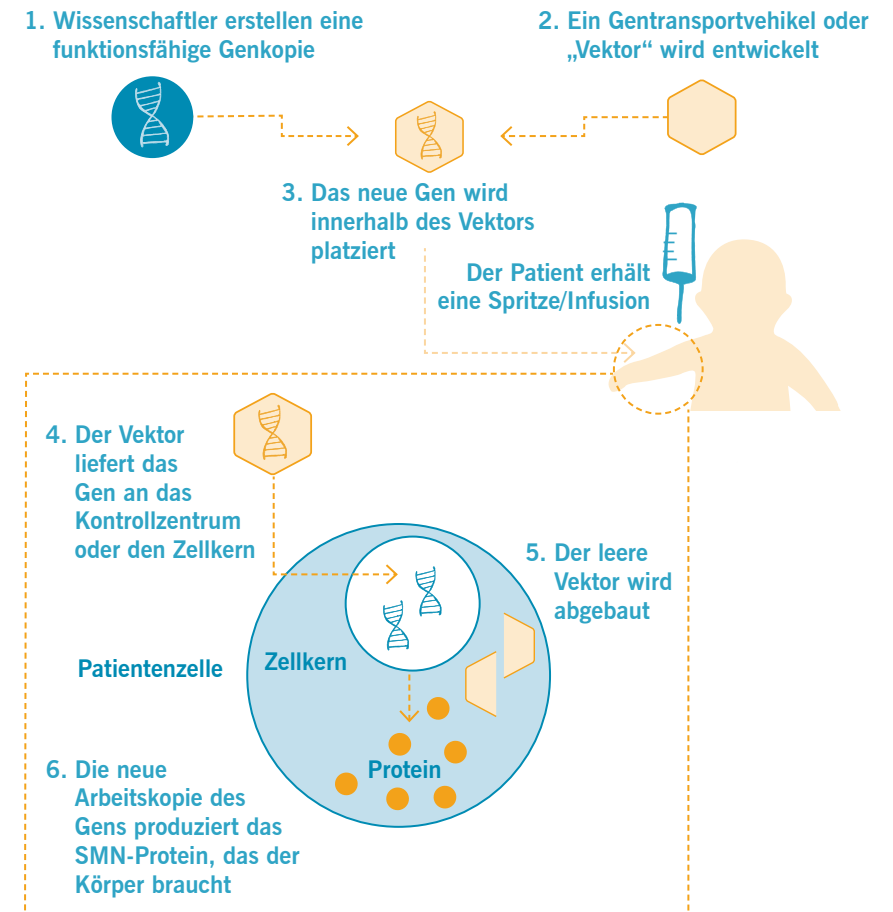 1. Wissenschaftler erstellen eine
funktionsfähige Genkopie
2. Ein Gentransportvehikel oder
„Vektor“ wird entwickelt
3. Das neue Gen wird
innerhalb des Vektors
platziert
Der Patient erhält
eine Spritze/Infusion
4. Der Vektor
liefert das
Gen an das
Kontrollzentrum
oder den Zellkern
5. Der leere
Vektor wird
abgebaut
Patientenzelle
Zellkern
Protein
6. Die neue
Arbeitskopie des
Gens produziert das
SMN-Protein, das der
Körper braucht